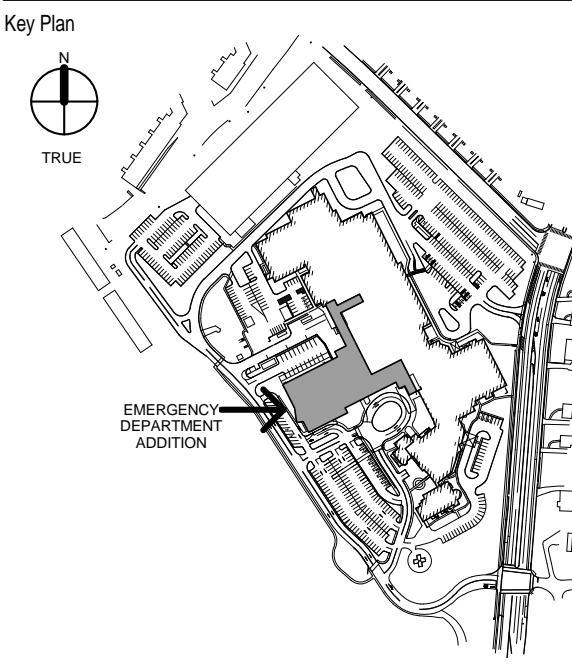 Key Plan
N
TRUE
EMERGENCY
DEPARTMENT
ADDITION